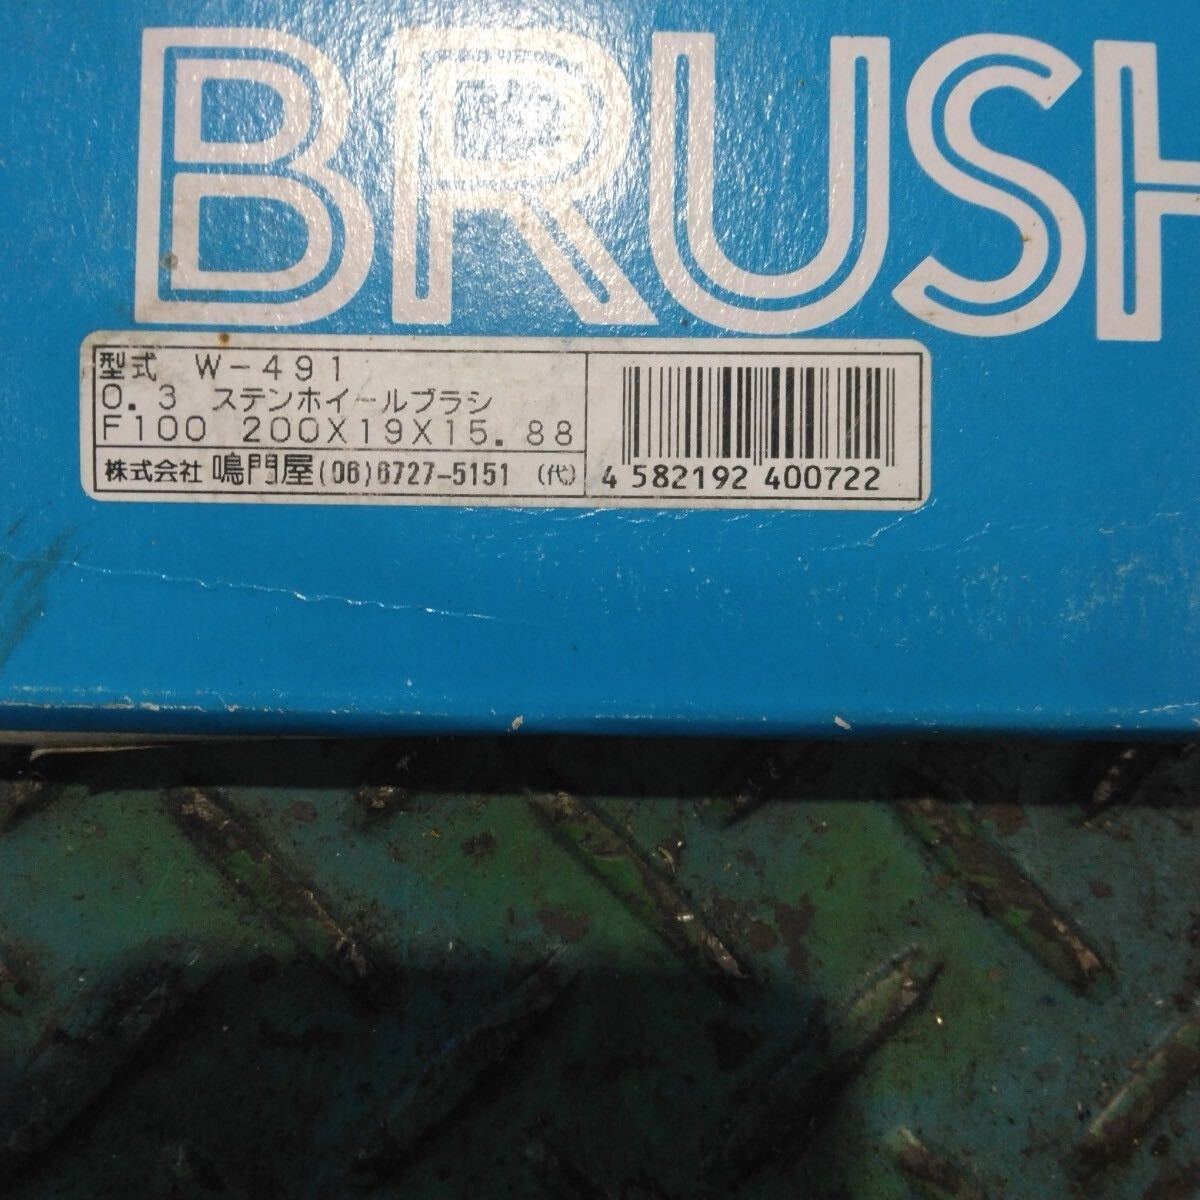 BRUSH
型式 W-491
0.3 ステンホイールブラシ
F100 200X19X15.88
株式会社 鳴門屋 (06)6727-5151 (代)
4 582192 400722